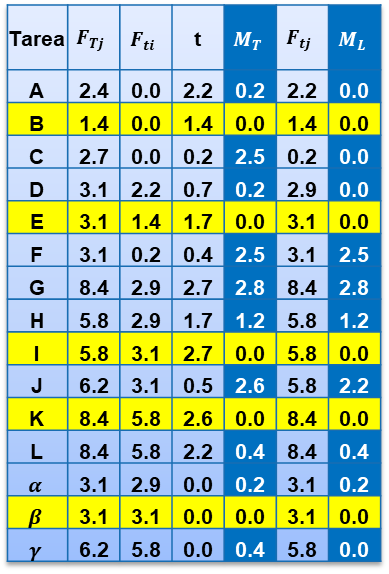 Tarea F_Tj F_ti t M_T F_tj M_L
A 2.4 0.0 2.2 0.2 2.2 0.0
B 1.4 0.0 1.4 0.0 1.4 0.0
C 2.7 0.0 0.2 2.5 0.2 0.0
D 3.1 2.2 0.7 0.2 2.9 0.0
E 3.1 1.4 1.7 0.0 3.1 0.0
F 3.1 0.2 0.4 2.5 3.1 2.5
G 8.4 2.9 2.7 2.8 8.4 2.8
H 5.8 2.9 1.7 1.2 5.8 1.2
I 5.8 3.1 2.7 0.0 5.8 0.0
J 6.2 3.1 0.5 2.6 5.8 2.2
K 8.4 5.8 2.6 0.0 8.4 0.0
L 8.4 5.8 2.2 0.4 8.4 0.4
α 3.1 2.9 0.0 0.2 3.1 0.2
β 3.1 3.1 0.0 0.0 3.1 0.0
γ 6.2 5.8 0.0 0.4 5.8 0.0